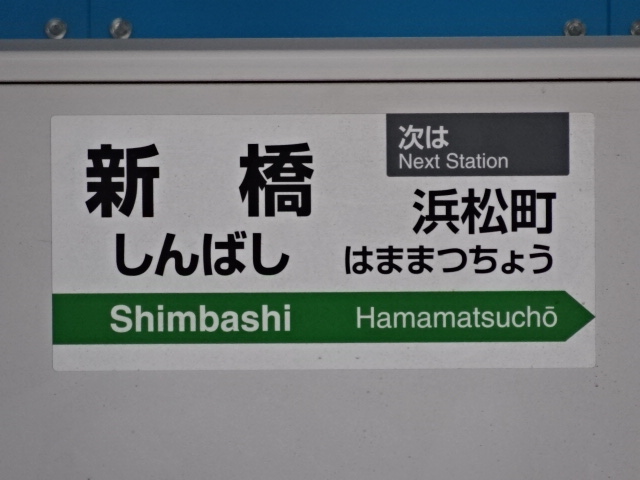 新橋
しんばし
Shimbashi
次は
Next Station
浜松町
はままつちょう
Hamamatsuchō